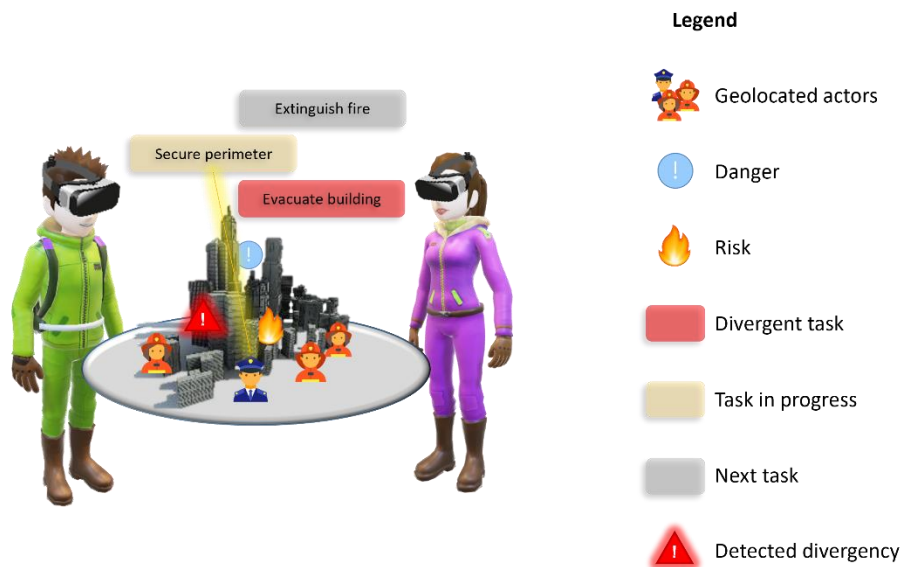 Legend
Extinguish fire
Secure perimeter
Evacuate building
!
!
Geolocated actors
!
Danger
Risk
Divergent task
Task in progress
Next task
!
Detected divergency